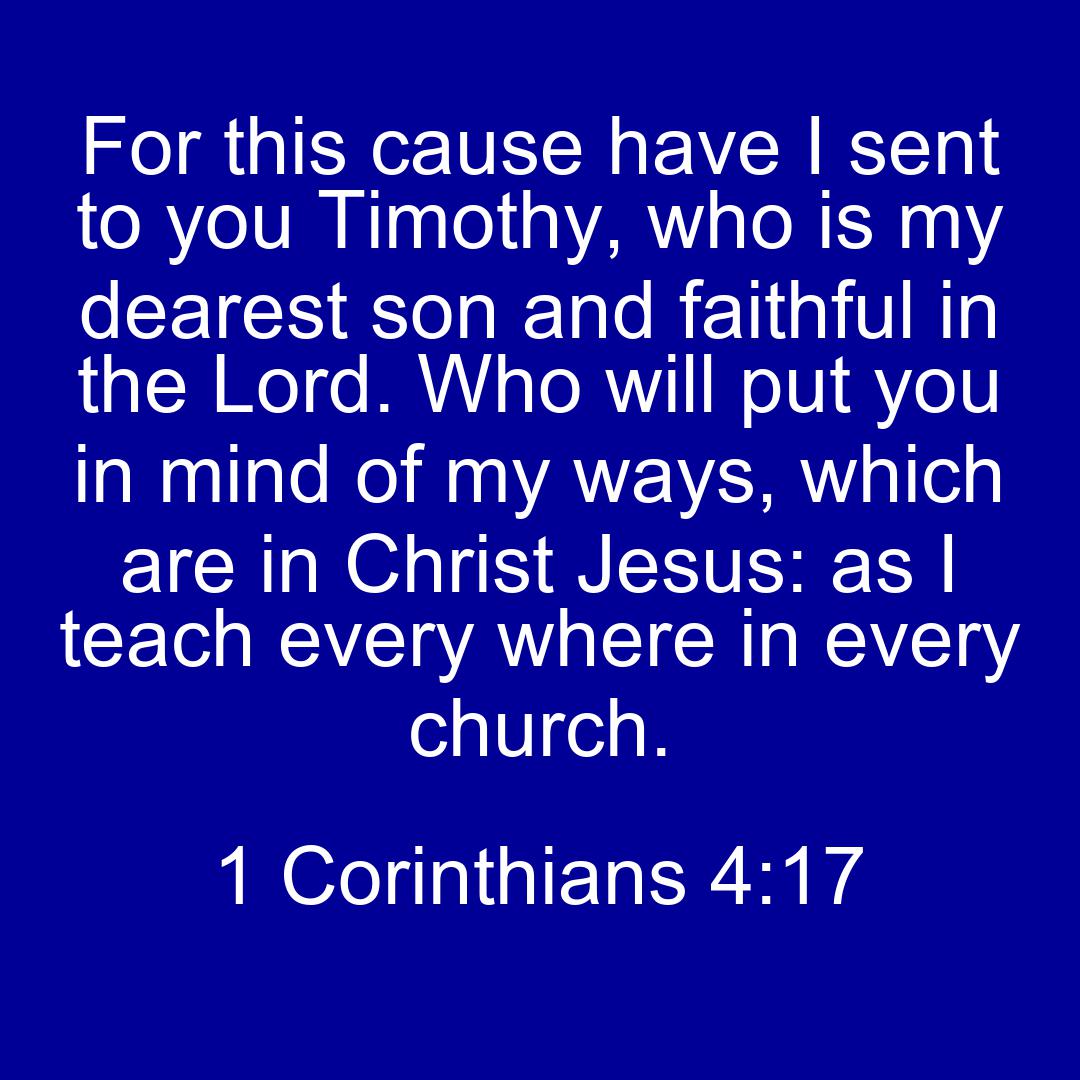 For this cause have I sent
to you Timothy, who is my
dearest son and faithful in
the Lord. Who will put you
in mind of my ways, which
are in Christ Jesus: as I
teach every where in every
church.
1 Corinthians 4:17